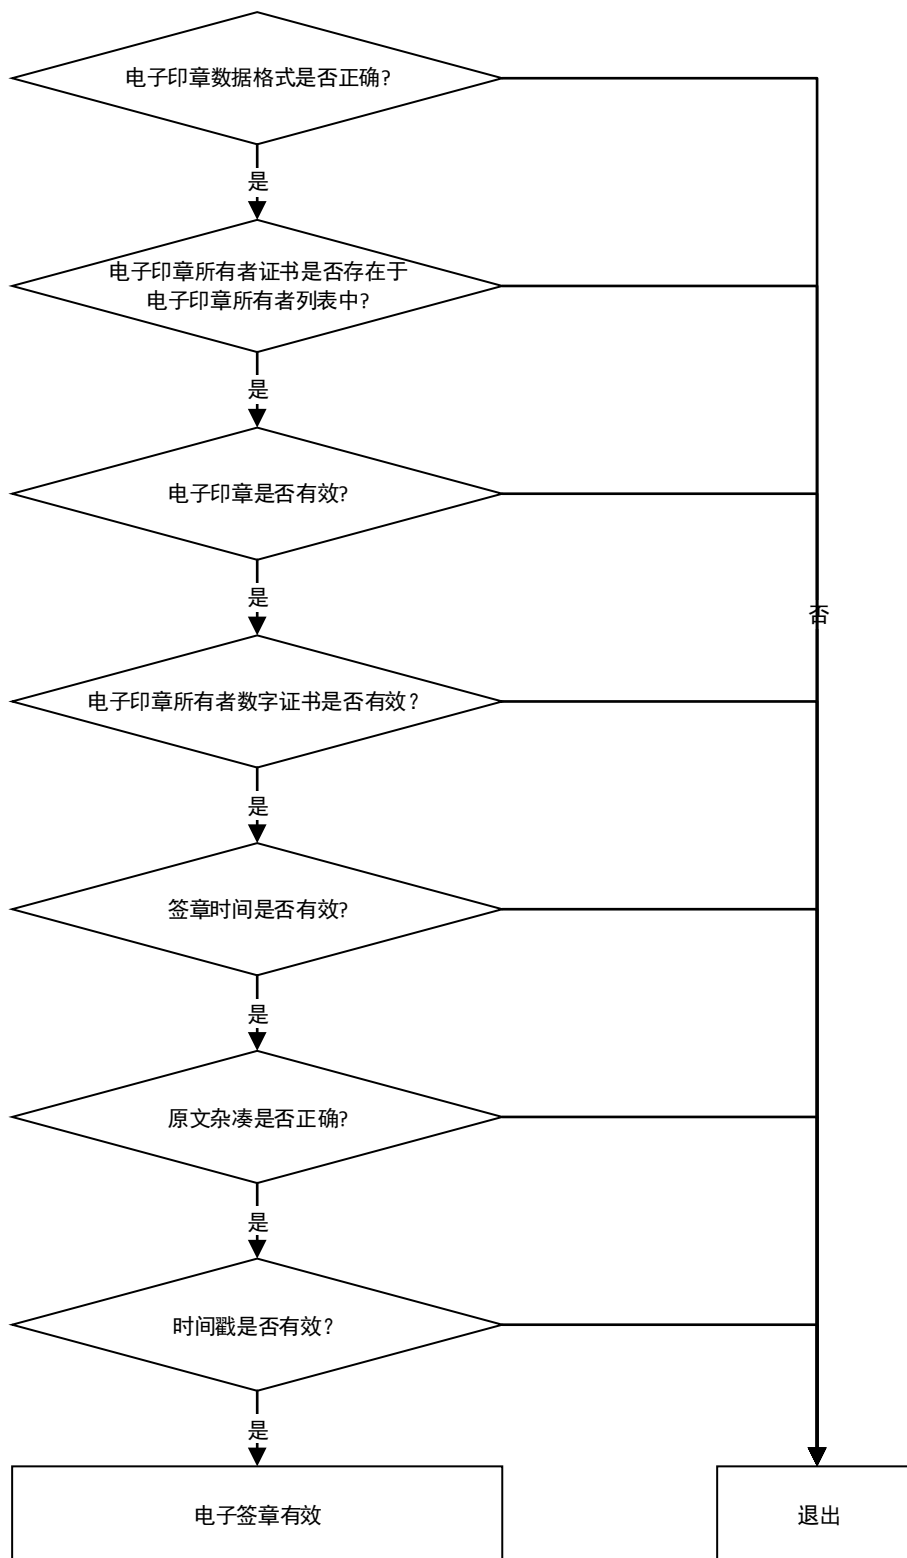 电子印章数据格式是否正确?
是
电子印章所有者证书是否存在于
电子印章所有者列表中?
是
电子印章是否有效?
是
否
电子印章所有者数字证书是否有效?
是
签章时间是否有效?
是
原文杂凑是否正确?
是
时间戳是否有效?
是
电子签章有效
退出